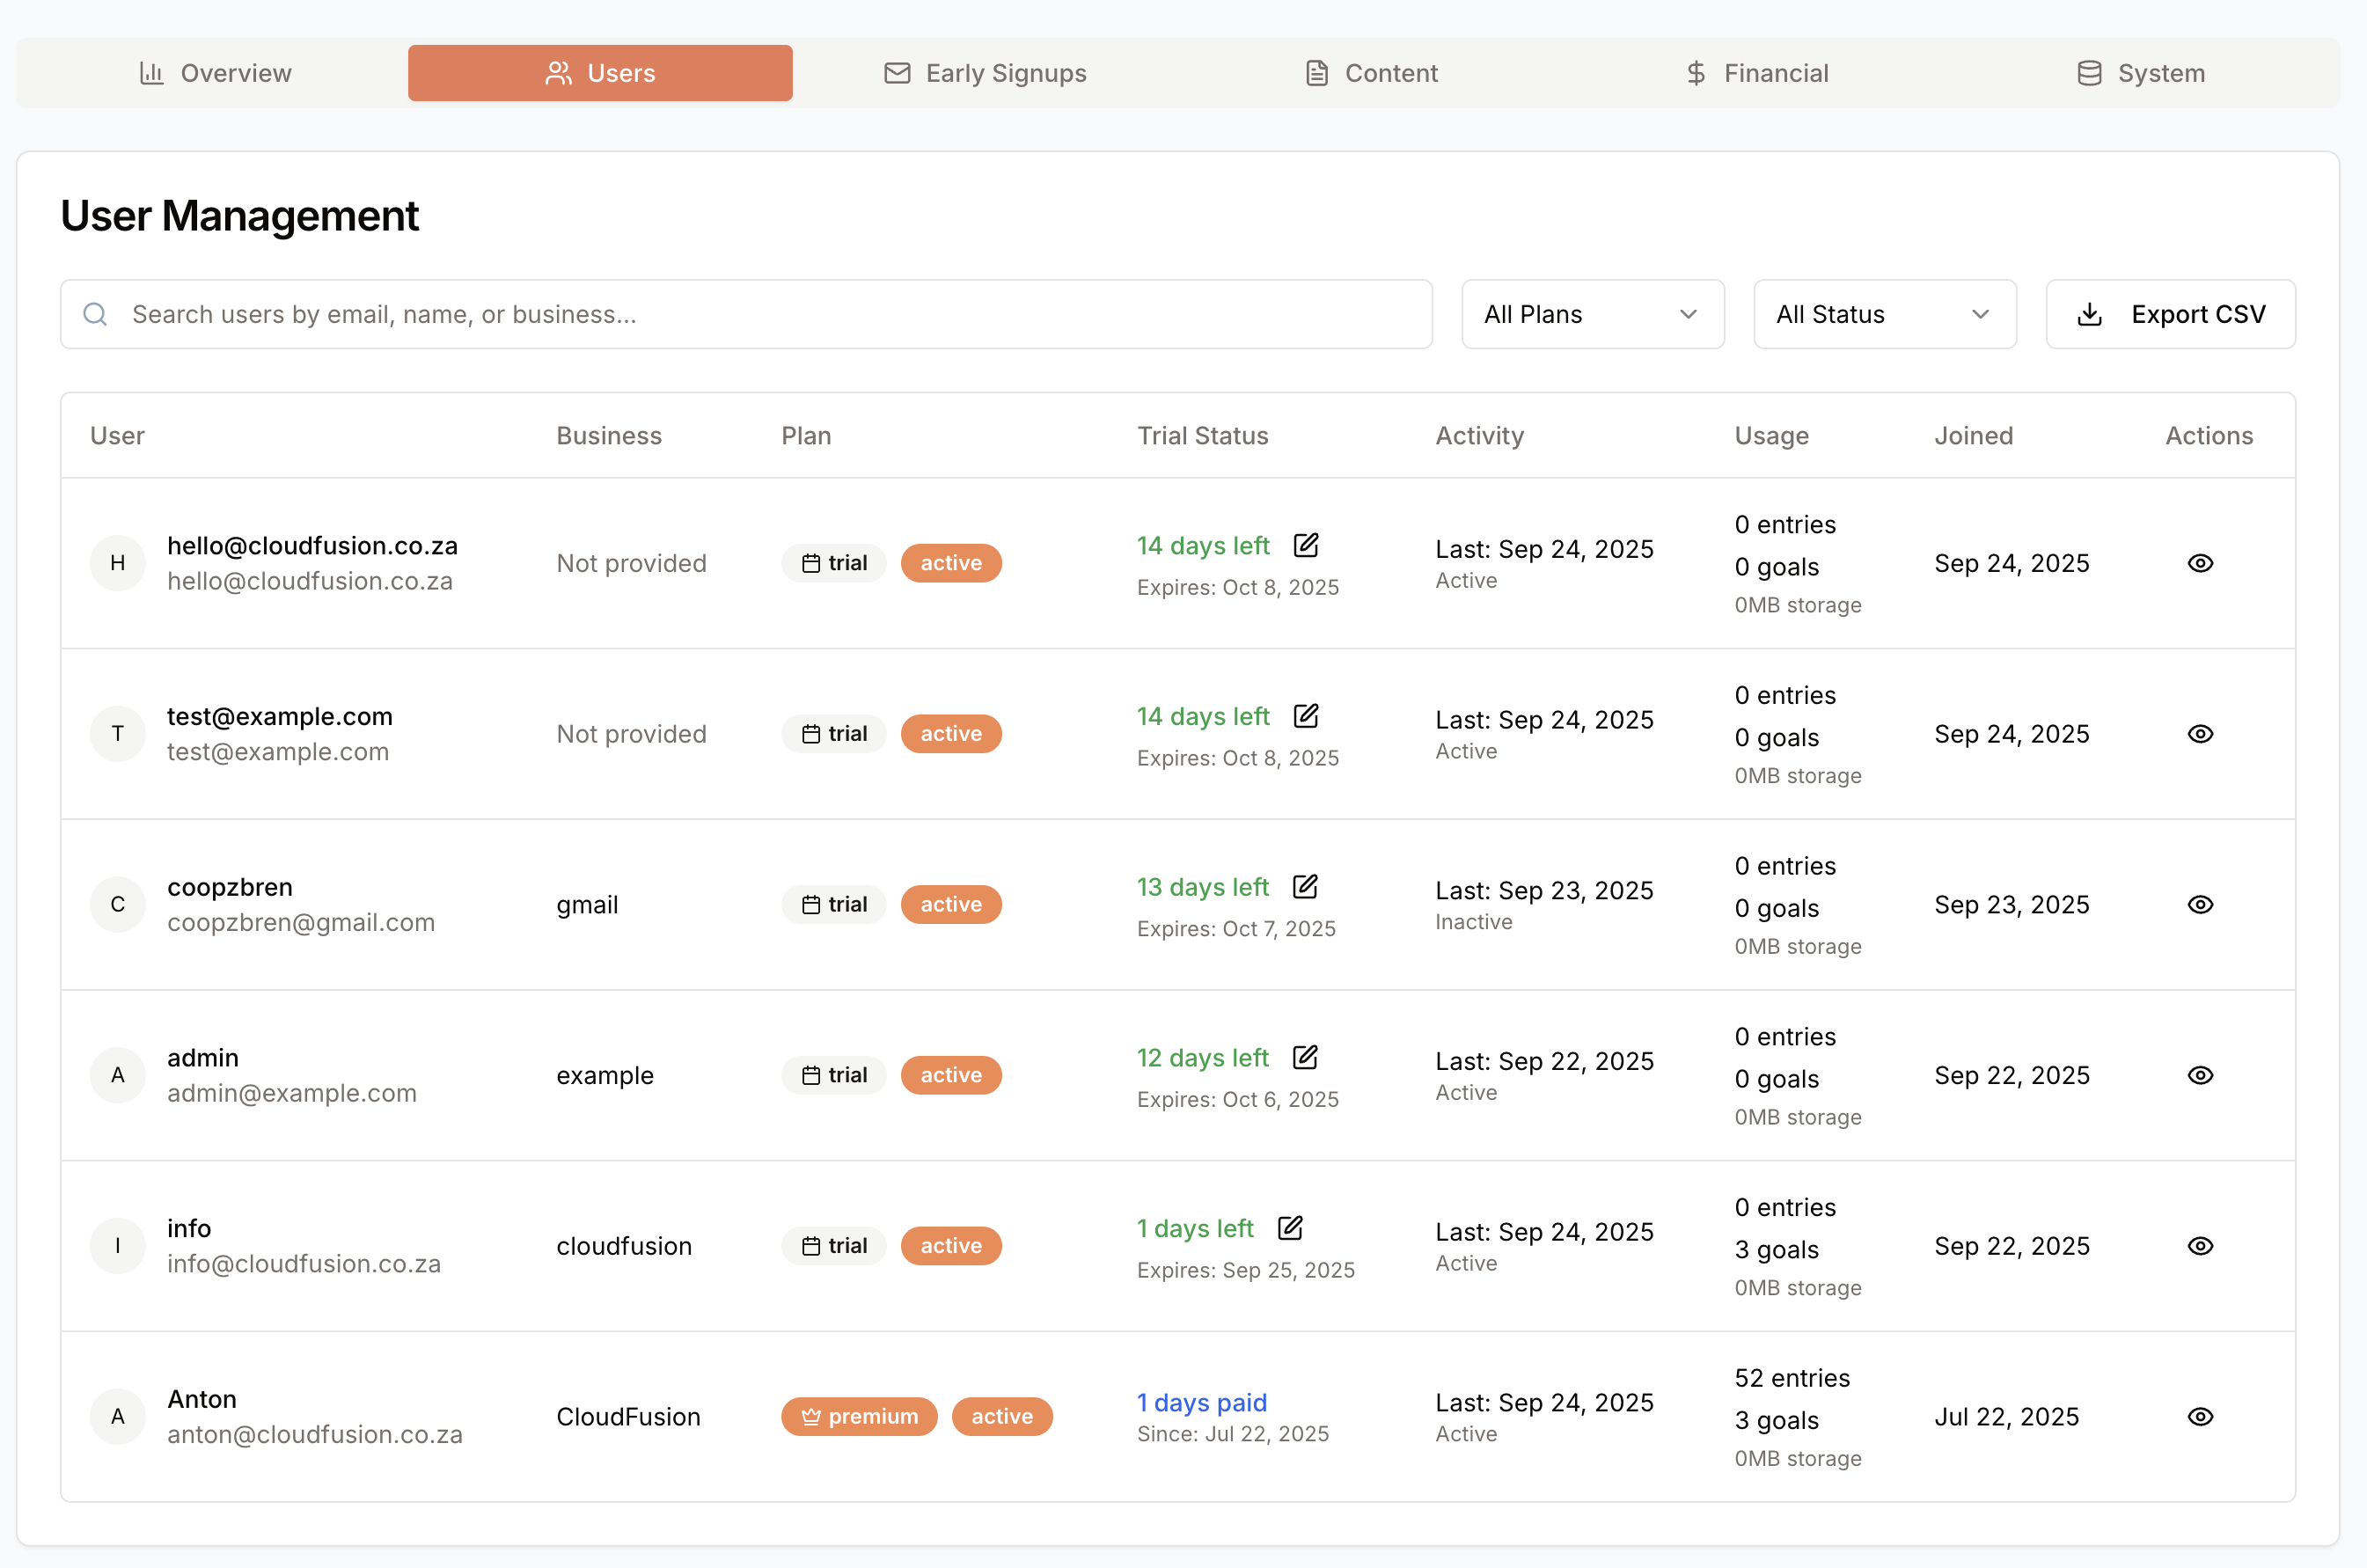 Overview
Users
Early Signups
Content
Financial
System
User Management
Search users by email, name, or business...
All Plans
All Status
Export CSV
User Business Plan Trial Status Activity Usage Joined Actions
H
hello@cloudfusion.co.za
hello@cloudfusion.co.za
Not provided
trial
active
14 days left
Expires: Oct 8, 2025
Last: Sep 24, 2025
Active
0 entries
0 goals
0MB storage
Sep 24, 2025
T
test@example.com
test@example.com
Not provided
trial
active
14 days left
Expires: Oct 8, 2025
Last: Sep 24, 2025
Active
0 entries
0 goals
0MB storage
Sep 24, 2025
C
coopzbren
coopzbren@gmail.com
gmail
trial
active
13 days left
Expires: Oct 7, 2025
Last: Sep 23, 2025
Inactive
0 entries
0 goals
0MB storage
Sep 23, 2025
A
admin
admin@example.com
example
trial
active
12 days left
Expires: Oct 6, 2025
Last: Sep 22, 2025
Active
0 entries
0 goals
0MB storage
Sep 22, 2025
I
info
info@cloudfusion.co.za
cloudfusion
trial
active
1 days left
Expires: Sep 25, 2025
Last: Sep 24, 2025
Active
0 entries
3 goals
0MB storage
Sep 22, 2025
A
Anton
anton@cloudfusion.co.za
CloudFusion
premium
active
1 days paid
Since: Jul 22, 2025
Last: Sep 24, 2025
Active
52 entries
3 goals
0MB storage
Jul 22, 2025